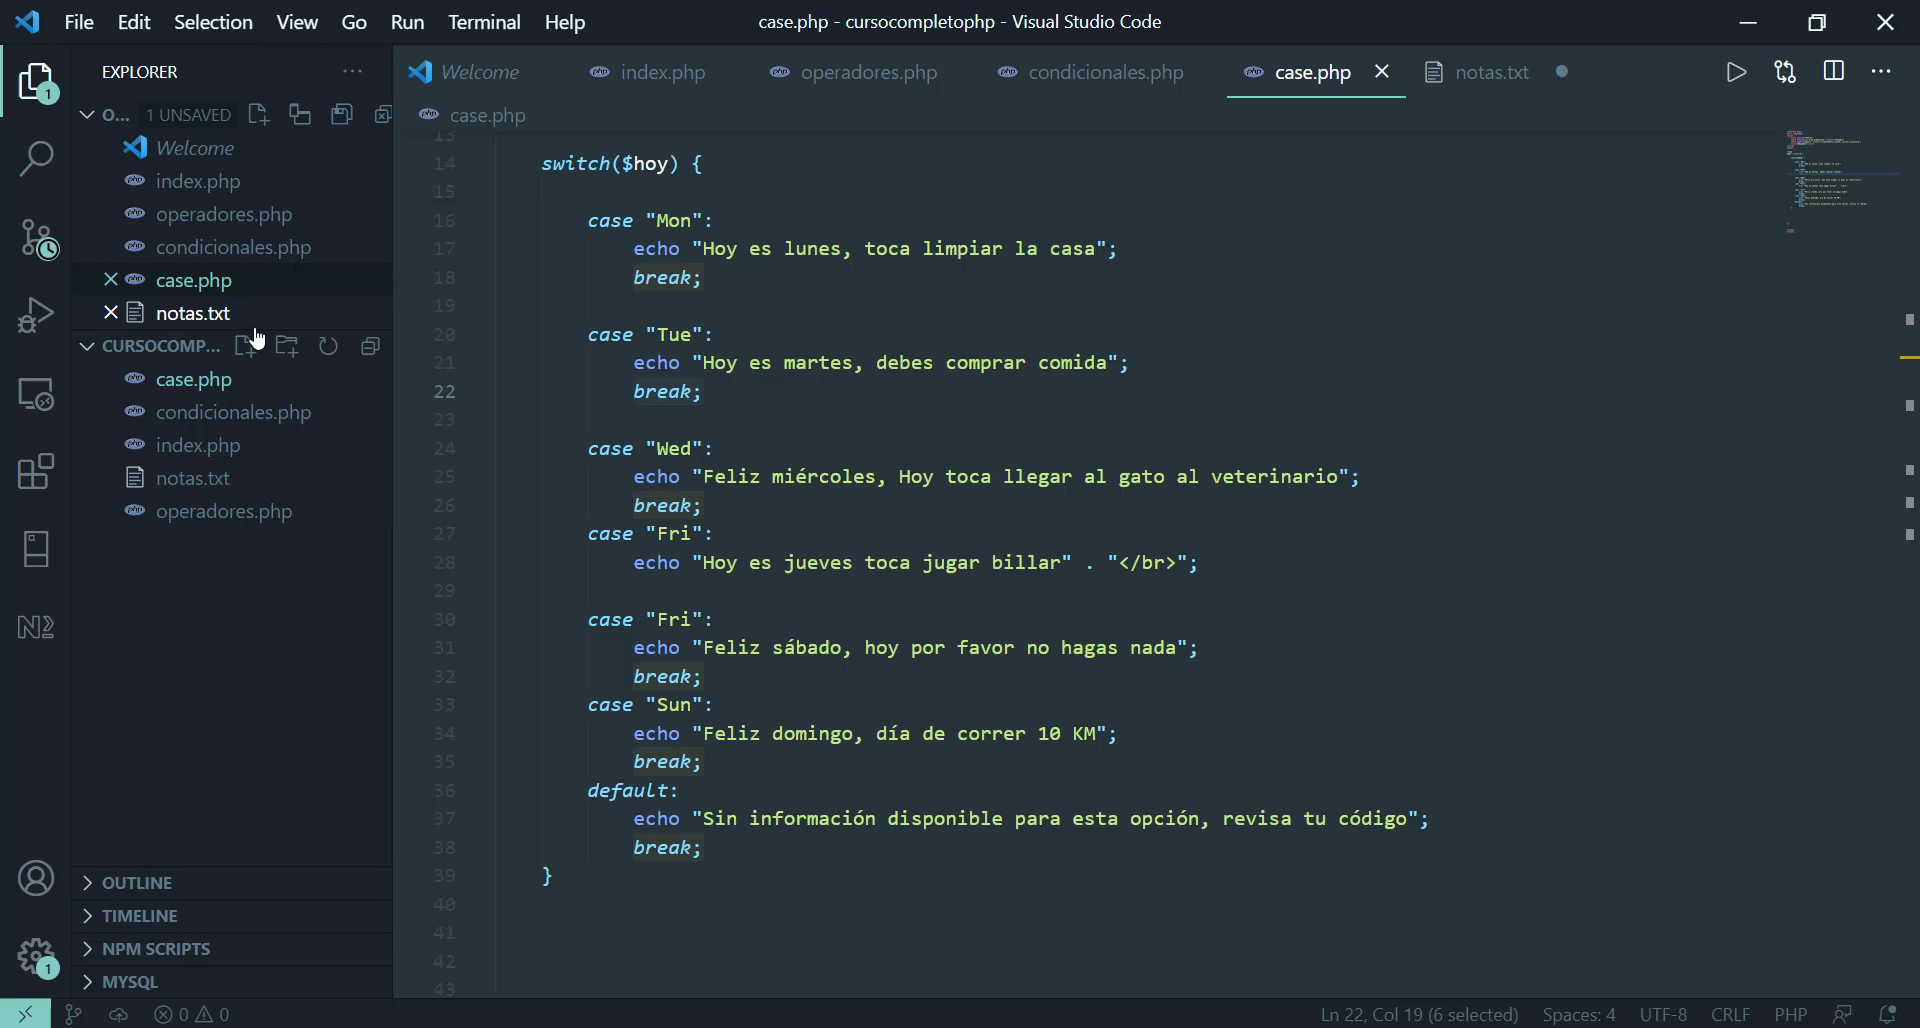 File Edit Selection View Go Run Terminal Help
case.php - cursocompletophp - Visual Studio Code
EXPLORER
Welcome
index.php
operadores.php
condicionales.php
case.php
notas.txt
O... 1 UNSAVED
Welcome
index.php
operadores.php
condicionales.php
case.php
notas.txt
CURSOCOMP...
case.php
condicionales.php
index.php
notas.txt
operadores.php
OUTLINE
TIMELINE
NPM SCRIPTS
MYSQL
1
1
case.php
13
14 switch($hoy) {
15
16 case "Mon":
17 echo "Hoy es lunes, toca limpiar la casa";
18 break;
19
20 case "Tue":
21 echo "Hoy es martes, debes comprar comida";
22 break;
23
24 case "Wed":
25 echo "Feliz miércoles, Hoy toca llegar al gato al veterinario";
26 break;
27 case "Fri":
28 echo "Hoy es jueves toca jugar billar" . "</br>";
29
30 case "Fri":
31 echo "Feliz sábado, hoy por favor no hagas nada";
32 break;
33 case "Sun":
34 echo "Feliz domingo, día de correr 10 KM";
35 break;
36 default:
37 echo "Sin información disponible para esta opción, revisa tu código";
38 break;
39 }
40
41
42
43
0 0
Ln 22, Col 19 (6 selected) Spaces: 4 UTF-8 CRLF PHP